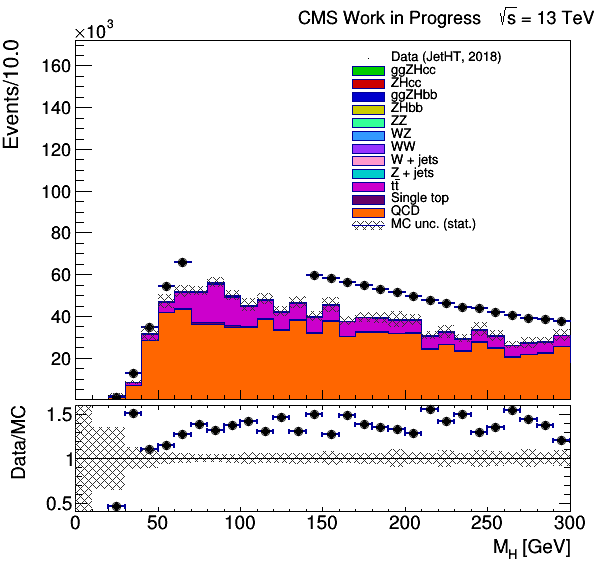 CMS Work in Progress √s = 13 TeV
×10³
Events/10.0
160
140
120
100
80
60
40
20
Data (JetHT, 2018)
ggZHcc
ZHcc
ggZHbb
ZHbb
ZZ
WZ
WW
W + jets
Z + jets
tt̄
Single top
QCD
MC unc. (stat.)
Data/MC
1.5
1
0.5
0 50 100 150 200 250 300
M_H [GeV]